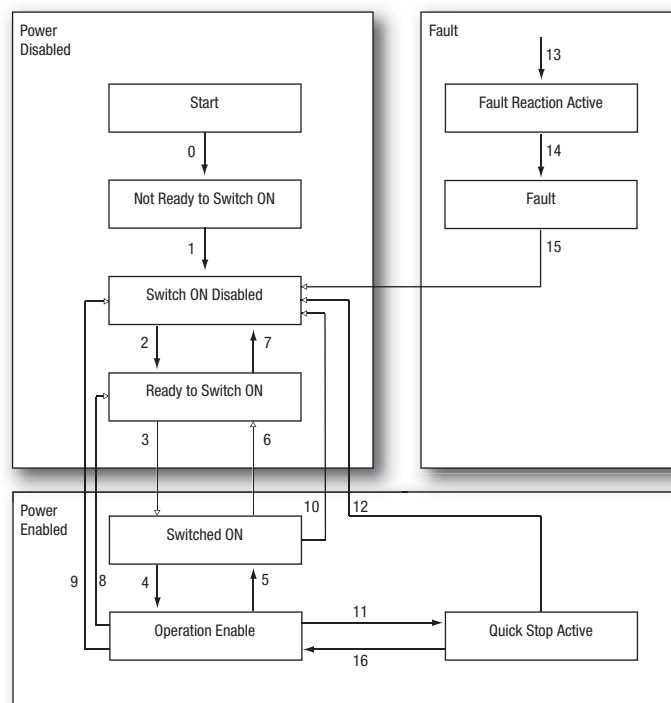 Power
Disabled
Start
0
Not Ready to Switch ON
1
Switch ON Disabled
2
7
Ready to Switch ON
3
6
Fault
13
Fault Reaction Active
14
Fault
15
Power
Enabled
10
12
Switched ON
9
8
4
5
Operation Enable
11
16
Quick Stop Active